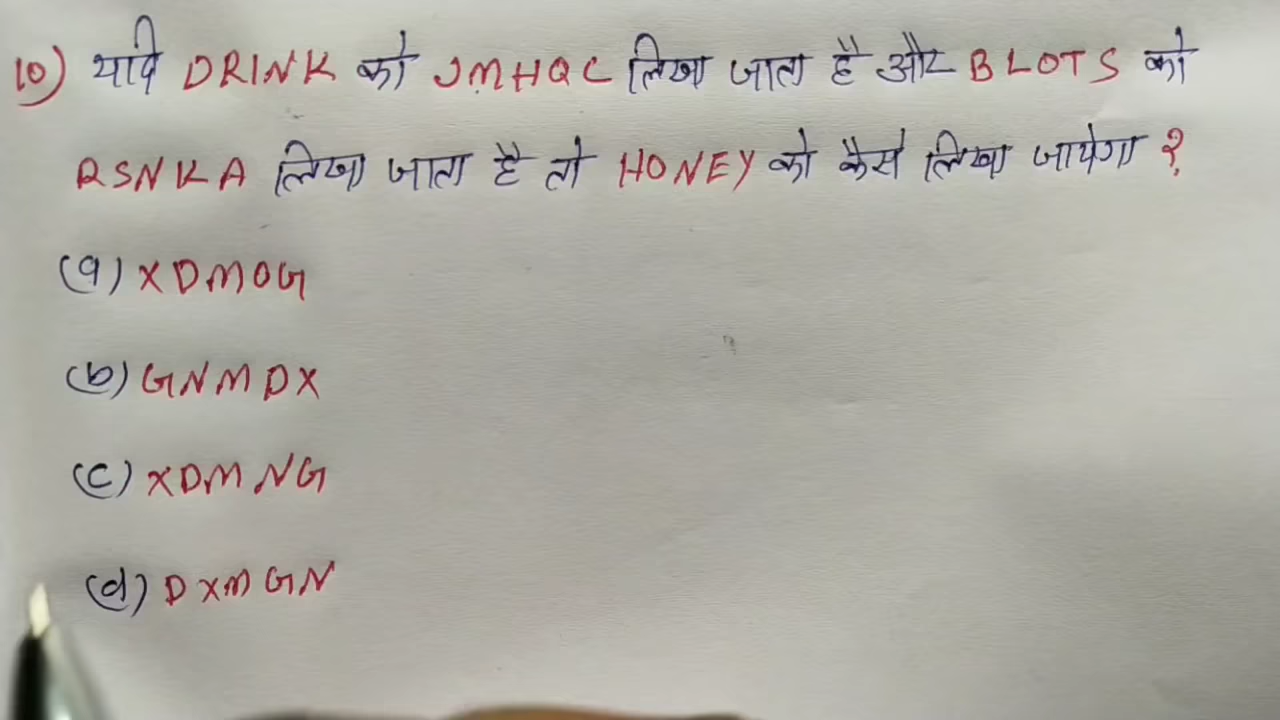 10) यदि DRINK को JMHQC लिखा जाता है और BLOTS को
RSNKA लिखा जाता है तो HONEY को कैसे लिखा जायेगा ?
(a) XDMOG
(b) GNMDX
(c) XDMNG
(d) DXMGN